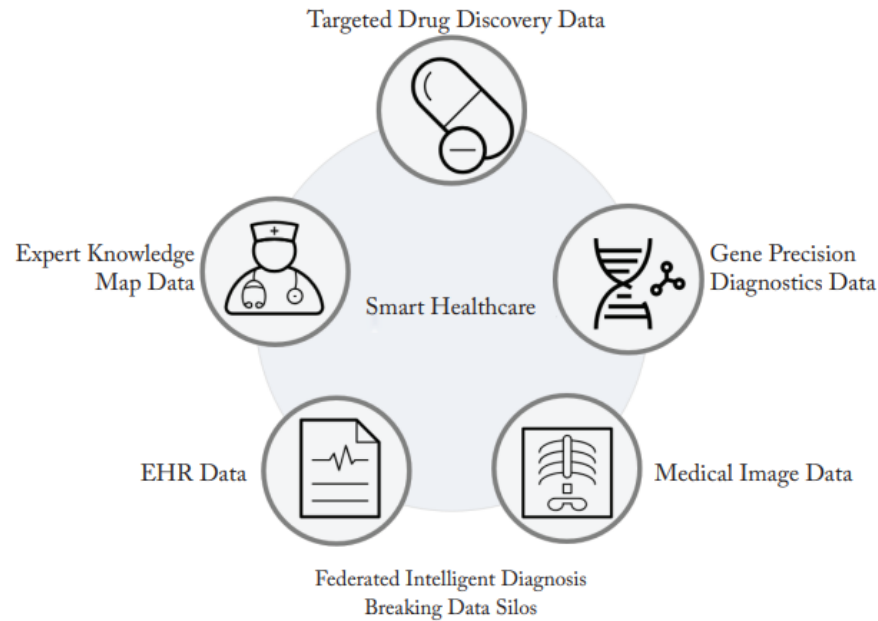 Targeted Drug Discovery Data
Expert Knowledge
Map Data
Gene Precision
Diagnostics Data
Smart Healthcare
EHR Data
Medical Image Data
Federated Intelligent Diagnosis
Breaking Data Silos